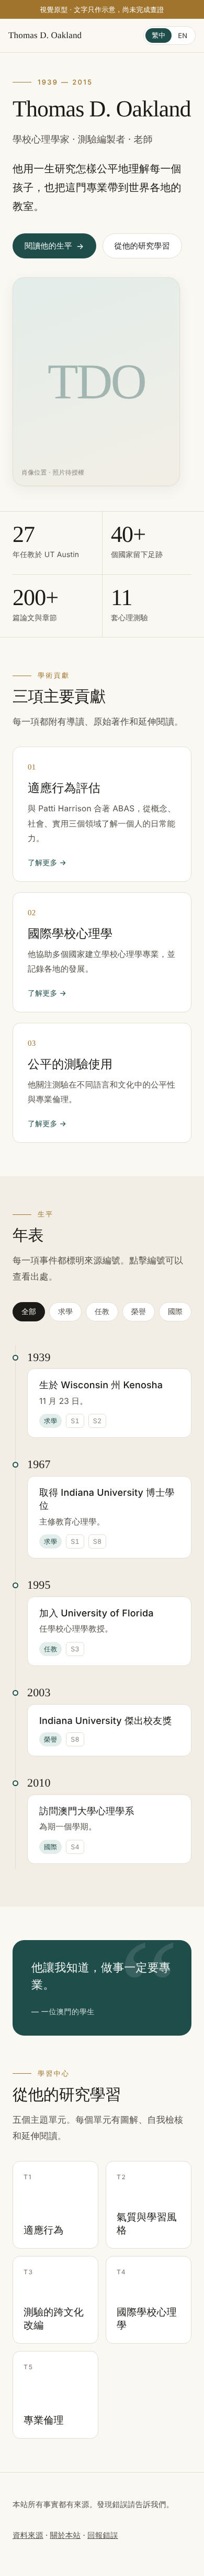 視覺原型 · 文字只作示意，尚未完成查證
Thomas D. Oakland
繁中
EN
1939 — 2015
Thomas D. Oakland
學校心理學家 · 測驗編製者 · 老師
他用一生研究怎樣公平地理解每一個
孩子，也把這門專業帶到世界各地的
教室。
閱讀他的生平 →
從他的研究學習
TDO
肖像位置 · 照片待授權
27
年任教於 UT Austin
40+
個國家留下足跡
200+
篇論文與章節
11
套心理測驗
學術貢獻
三項主要貢獻
每一項都附有導讀、原始著作和延伸閱讀。
01
適應行為評估
與 Patti Harrison 合著 ABAS，從概念、
社會、實用三個領域了解一個人的日常能
力。
了解更多 →
02
國際學校心理學
他協助多個國家建立學校心理學專業，並
記錄各地的發展。
了解更多 →
03
公平的測驗使用
他關注測驗在不同語言和文化中的公平性
與專業倫理。
了解更多 →
生平
年表
每一項事件都標明來源編號。點擊編號可以
查看出處。
全部
求學
任教
榮譽
國際
1939
生於 Wisconsin 州 Kenosha
11 月 23 日。
求學
S1
S2
1967
取得 Indiana University 博士學
位
主修教育心理學。
求學
S1
S8
1995
加入 University of Florida
任學校心理學教授。
任教
S3
2003
Indiana University 傑出校友獎
榮譽
S8
2010
訪問澳門大學心理學系
為期一個學期。
國際
S4
“
他讓我知道，做事一定要專
業。
— 一位澳門的學生
學習中心
從他的研究學習
五個主題單元。每個單元有圖解、自我檢核
和延伸閱讀。
T1
適應行為
T2
氣質與學習風
格
T3
測驗的跨文化
改編
T4
國際學校心理
學
T5
專業倫理
本站所有事實都有來源。發現錯誤請告訴我們。
資料來源 · 關於本站 · 回報錯誤